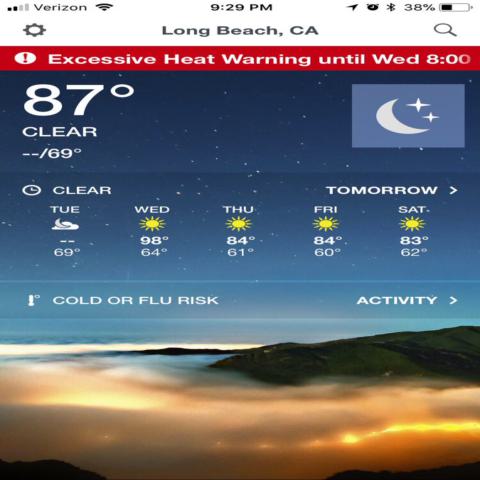 Verizon 9:29 PM 38%
Long Beach, CA
Excessive Heat Warning until Wed 8:00
87°
CLEAR
--/69°
CLEAR TOMORROW >
TUE WED THU FRI SAT
-- 98° 84° 84° 83°
69° 64° 61° 60° 62°
COLD OR FLU RISK ACTIVITY >